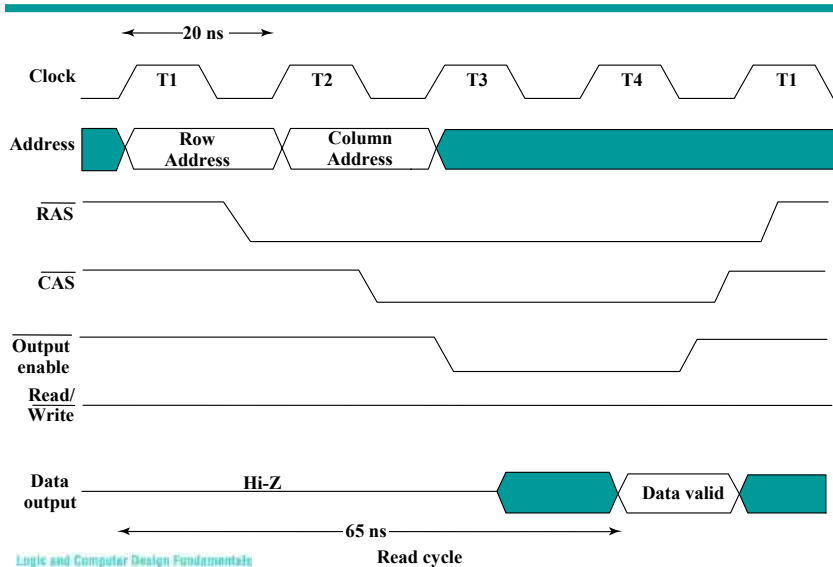 20 ns
Clock
T1 T2 T3 T4 T1
Address
Row Address
Column Address
RAS
CAS
Output enable
Read/
Write
Data output
Hi-Z
Data valid
65 ns
Logic and Computer Design Fundamentals
Read cycle